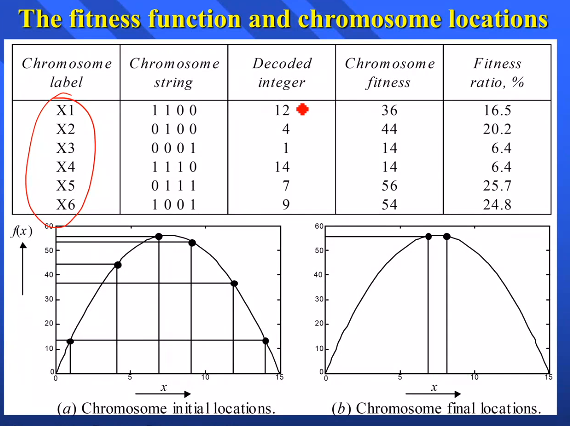 The fitness function and chromosome locations
Chromosome label Chromosome string Decoded integer Chromosome fitness Fitness ratio, %
X1 1 1 0 0 12 36 16.5
X2 0 1 0 0 4 44 20.2
X3 0 0 0 1 1 14 6.4
X4 1 1 1 0 14 14 6.4
X5 0 1 1 1 7 56 25.7
X6 1 0 0 1 9 54 24.8
f(x)
60
50
40
30
20
10
0
0 5 10 15
x
(a) Chromosome initial locations.
60
50
40
30
20
10
0
0 5 10 15
x
(b) Chromosome final locations.